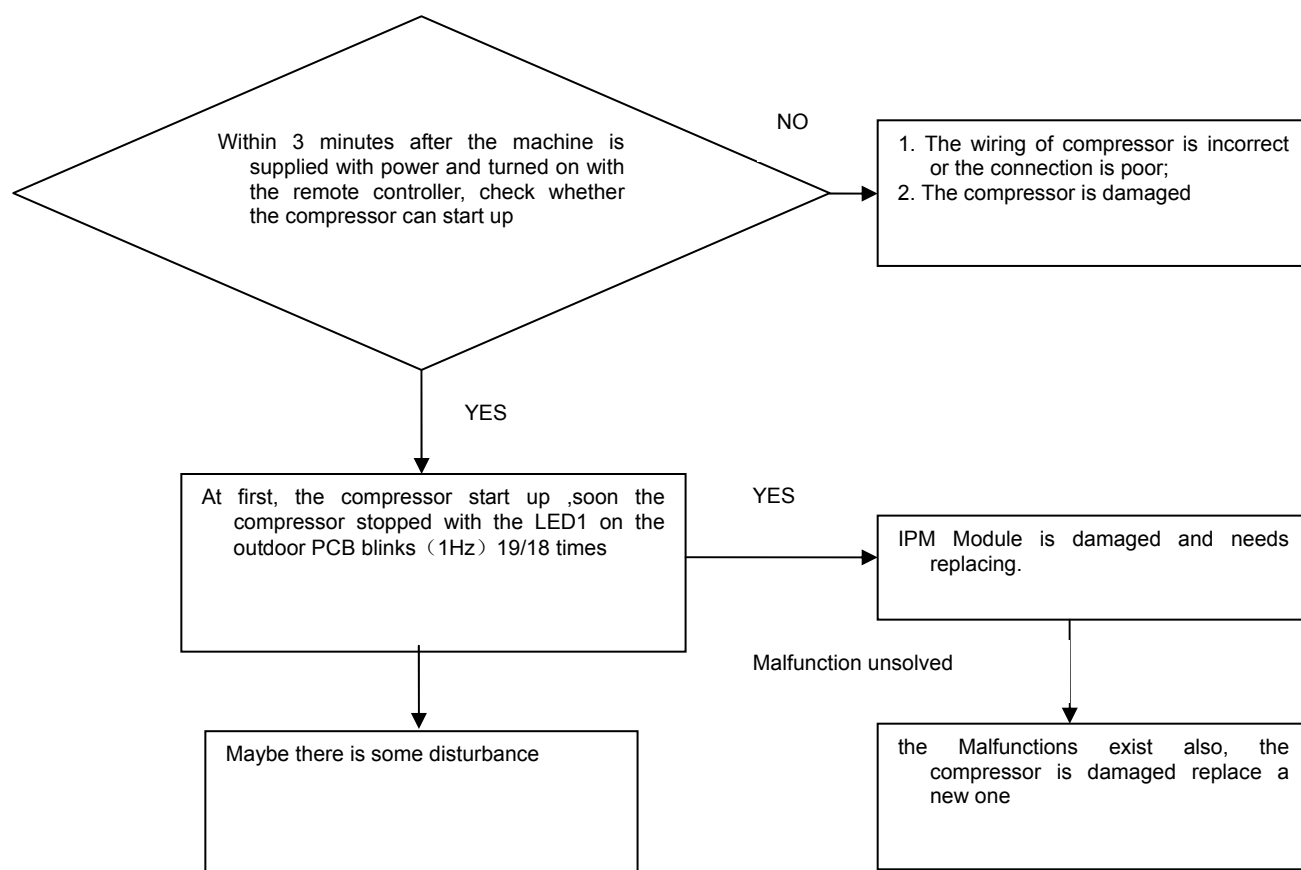 Within 3 minutes after the machine is
supplied with power and turned on with
the remote controller, check whether
the compressor can start up
NO
1. The wiring of compressor is incorrect
or the connection is poor;
2. The compressor is damaged
YES
At first, the compressor start up ,soon the
compressor stopped with the LED1 on the
outdoor PCB blinks（1Hz）19/18 times
YES
IPM Module is damaged and needs
replacing.
Malfunction unsolved
Maybe there is some disturbance
the Malfunctions exist also, the
compressor is damaged replace a
new one